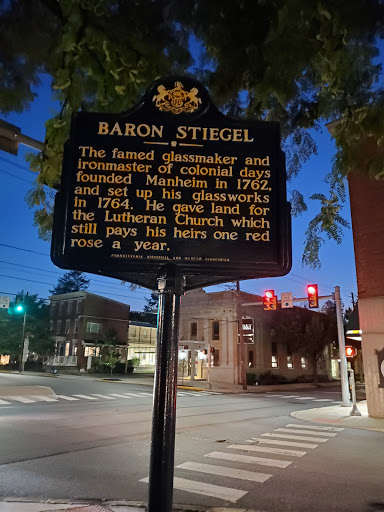 BARON STIEGEL
The famed glassmaker and
ironmaster of colonial days
founded Manheim in 1762,
and set up his glassworks
in 1764. He gave land for
the Lutheran Church which
still pays his heirs one red
rose a year.
PENNSYLVANIA HISTORICAL AND MUSEUM COMMISSION